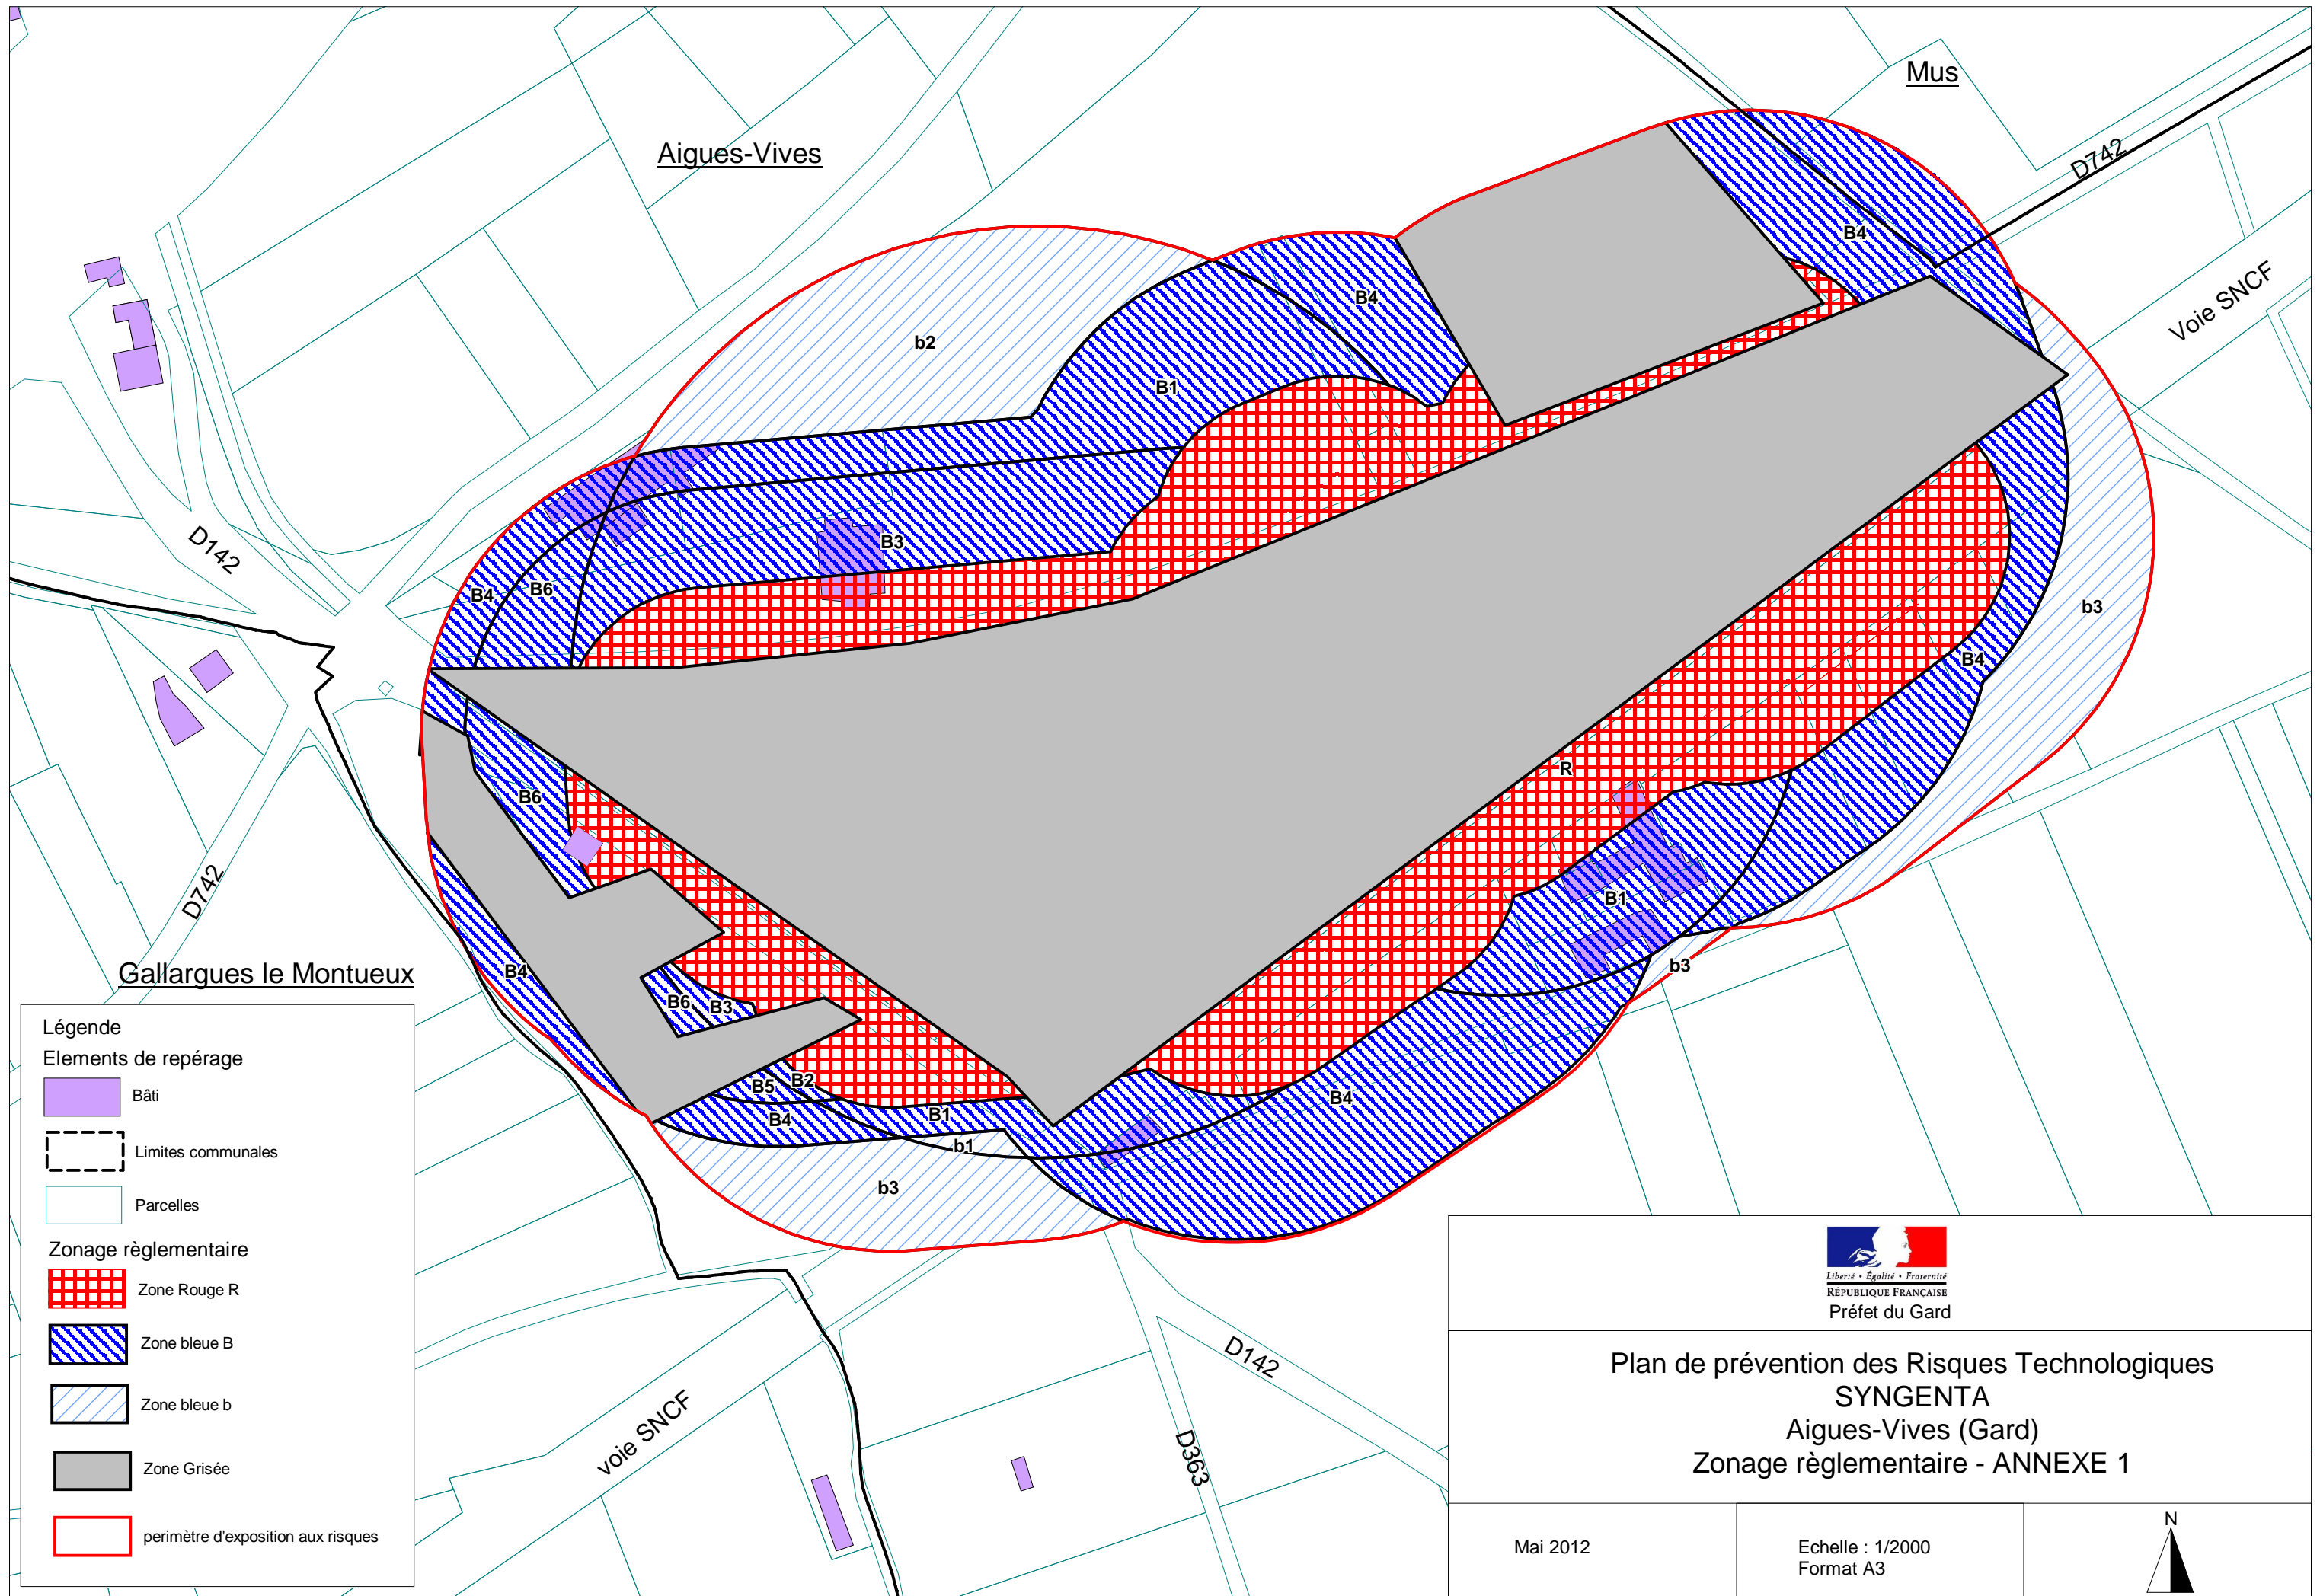 Mus
Aigues-Vives
D742
B4
Voie SNCF
B4
b2
B1
D142
B3
B6
B4
b3
B4
R
B6
D742
B1
b3
Gallargues le Montueux
B4
B6
B3
B5
B2
B4
B1
b1
B4
b3
D142
voie SNCF
D363
Légende
Elements de repérage
Bâti
Limites communales
Parcelles
Zonage règlementaire
Zone Rouge R
Zone bleue B
Zone bleue b
Zone Grisée
perimètre d'exposition aux risques
Liberté • Égalité • Fraternité
RÉPUBLIQUE FRANÇAISE
Préfet du Gard
Plan de prévention des Risques Technologiques
SYNGENTA
Aigues-Vives (Gard)
Zonage règlementaire - ANNEXE 1
Mai 2012
Echelle : 1/2000
Format A3
N